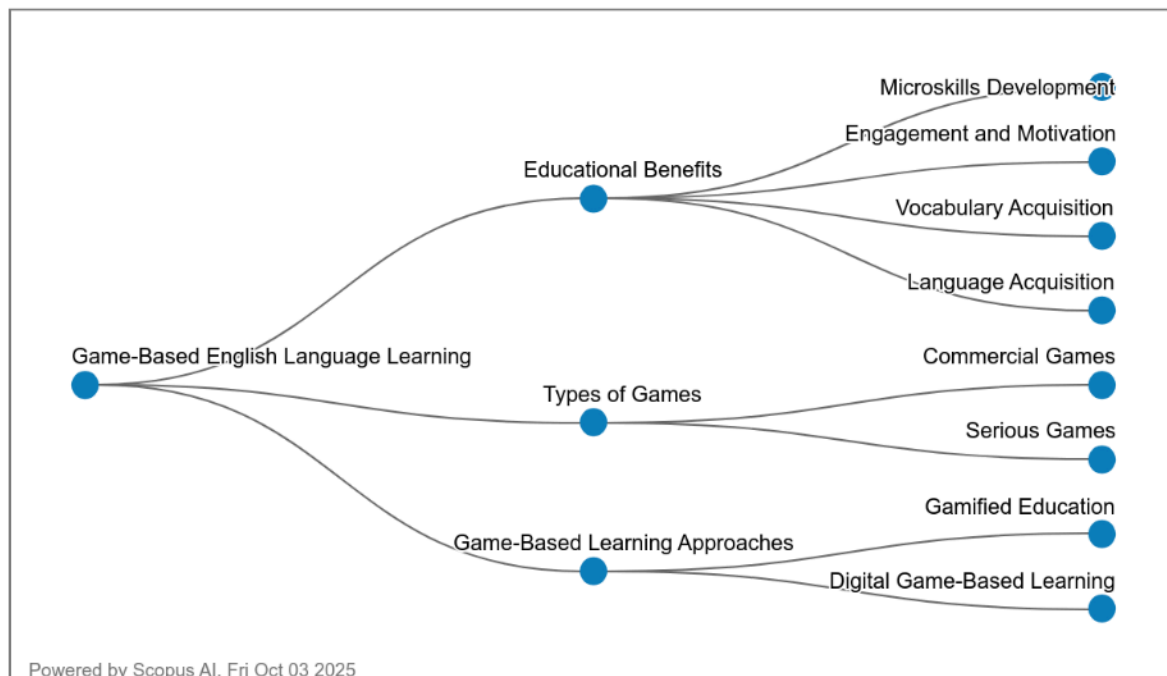 Microskills Development
Engagement and Motivation
Educational Benefits
Vocabulary Acquisition
Language Acquisition
Game-Based English Language Learning
Commercial Games
Types of Games
Serious Games
Gamified Education
Game-Based Learning Approaches
Digital Game-Based Learning
Powered by Scopus AI, Fri Oct 03 2025